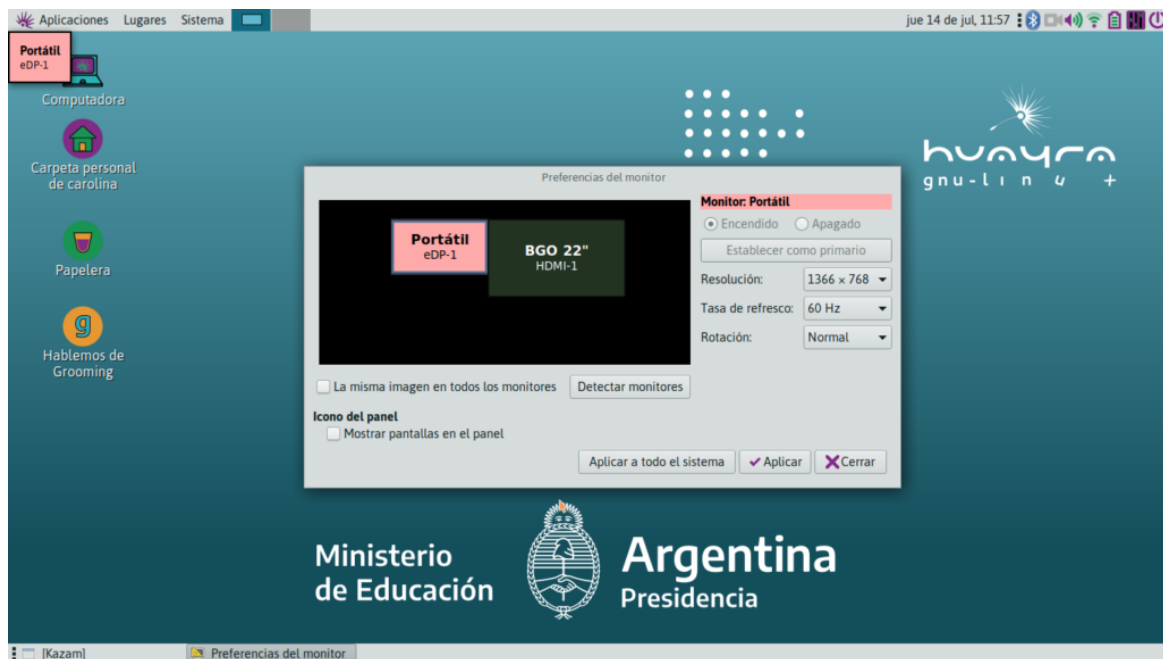 Aplicaciones Lugares Sistema
jue 14 de jul, 11:57
Portátil
eDP-1
Computadora
Carpeta personal
de carolina
Papelera
g
Hablemos de
Grooming
huayra
gnu-linux +
Preferencias del monitor
Portátil
eDP-1
BGO 22"
HDMI-1
Monitor: Portátil
Encendido Apagado
Establecer como primario
Resolución: 1366 × 768
Tasa de refresco: 60 Hz
Rotación: Normal
La misma imagen en todos los monitores Detectar monitores
Icono del panel
Mostrar pantallas en el panel
Aplicar a todo el sistema Aplicar Cerrar
Ministerio
de Educación
Argentina
Presidencia
[Kazam] Preferencias del monitor